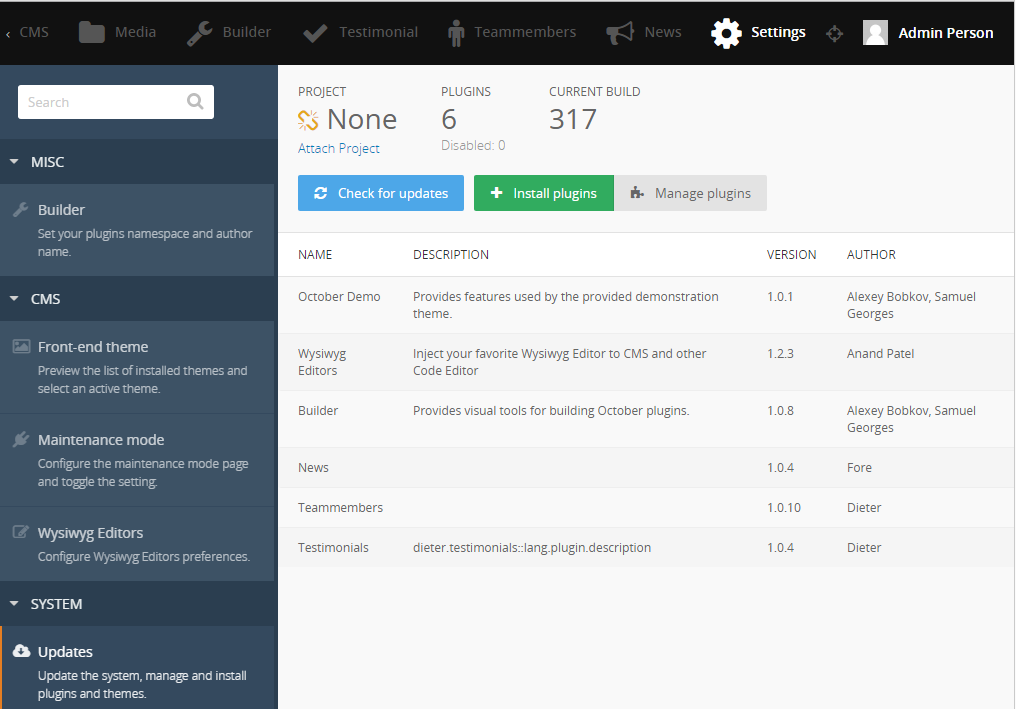 ‹ CMS Media Builder Testimonial Teammembers News Settings Admin Person
Search
MISC
Builder
Set your plugins namespace and author
name.
CMS
Front-end theme
Preview the list of installed themes and
select an active theme.
Maintenance mode
Configure the maintenance mode page
and toggle the setting.
Wysiwyg Editors
Configure Wysiwyg Editors preferences.
SYSTEM
Updates
Update the system, manage and install
plugins and themes.
PROJECT PLUGINS CURRENT BUILD
None 6 317
Attach Project Disabled: 0
Check for updates Install plugins Manage plugins
NAME DESCRIPTION VERSION AUTHOR
October Demo Provides features used by the provided demonstration 1.0.1 Alexey Bobkov, Samuel
theme. Georges
Wysiwyg Inject your favorite Wysiwyg Editor to CMS and other 1.2.3 Anand Patel
Editors Code Editor
Builder Provides visual tools for building October plugins. 1.0.8 Alexey Bobkov, Samuel
Georges
News 1.0.4 Fore
Teammembers 1.0.10 Dieter
Testimonials dieter.testimonials::lang.plugin.description 1.0.4 Dieter